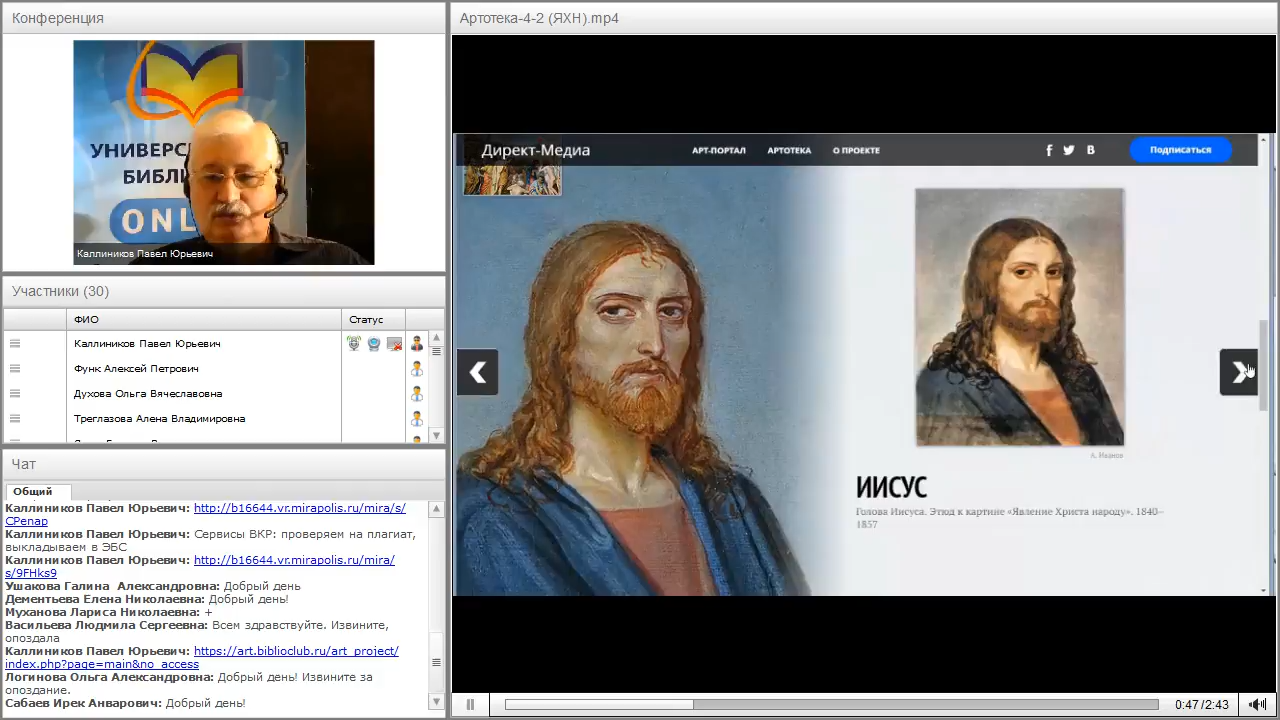 Конференция
УНИВЕРС
БИБЛИ
ONL
Каллиников Павел Юрьевич
Участники (30)
ФИО Статус
Каллиников Павел Юрьевич
Функ Алексей Петрович
Духова Ольга Вячеславовна
Треглазова Алена Владимировна
Чат
Общий
Каллиников Павел Юрьевич: http://b16644.vr.mirapolis.ru/mira/s/
CPenap
Каллиников Павел Юрьевич: Сервисы ВКР: проверяем на плагиат,
выкладываем в ЭБС
Каллиников Павел Юрьевич: http://b16644.vr.mirapolis.ru/mira/
s/9FHks9
Ушакова Галина  Александровна: Добрый день
Дементьева Елена Николаевна: Добрый день!
Муханова Лариса Николаевна: +
Васильева Людмила Сергеевна: Всем здравствуйте. Извините,
опоздала
Каллиников Павел Юрьевич: https://art.biblioclub.ru/art_project/
index.php?page=main&no_access
Логинова Ольга Александровна: Добрый день! Извините за
опоздание.
Сабаев Ирек Анварович: Добрый день!
Артотека-4-2 (ЯХН).mp4
Директ-Медиа АРТ-ПОРТАЛ АРТОТЕКА О ПРОЕКТЕ Подписаться
А. Иванов
ИИСУС
Голова Иисуса. Этюд к картине «Явление Христа народу». 1840–
1857
0:47/2:43